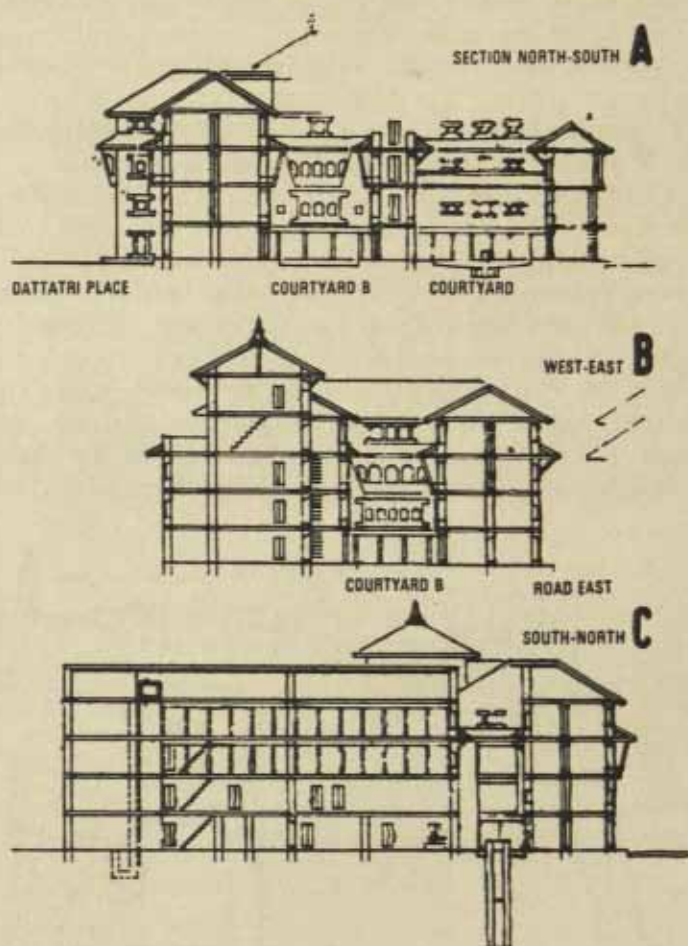 SECTION NORTH-SOUTH A
DATTATRI PLACE COURTYARD B COURTYARD
WEST-EAST B
COURTYARD B ROAD EAST
SOUTH-NORTH C